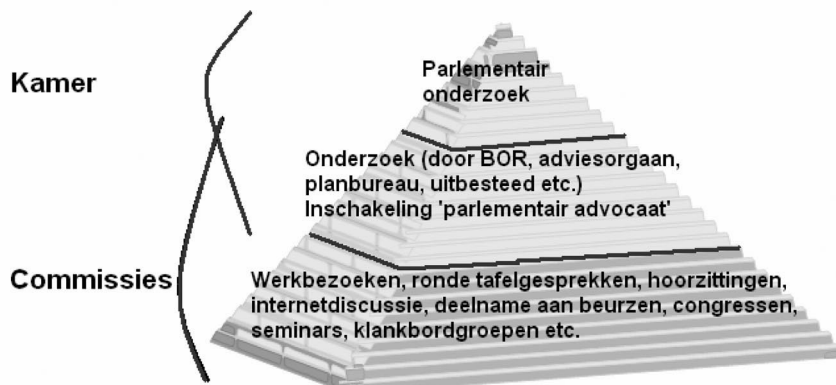 Kamer
Parlementair
onderzoek
Onderzoek (door BOR, adviesorgaan,
planbureau, uitbesteed etc.)
Inschakeling 'parlementair advocaat'
Commissies
Werkbezoeken, ronde tafelgesprekken, hoorzittingen,
internetdiscussie, deelname aan beurzen, congressen,
seminars, klankbordgroepen etc.